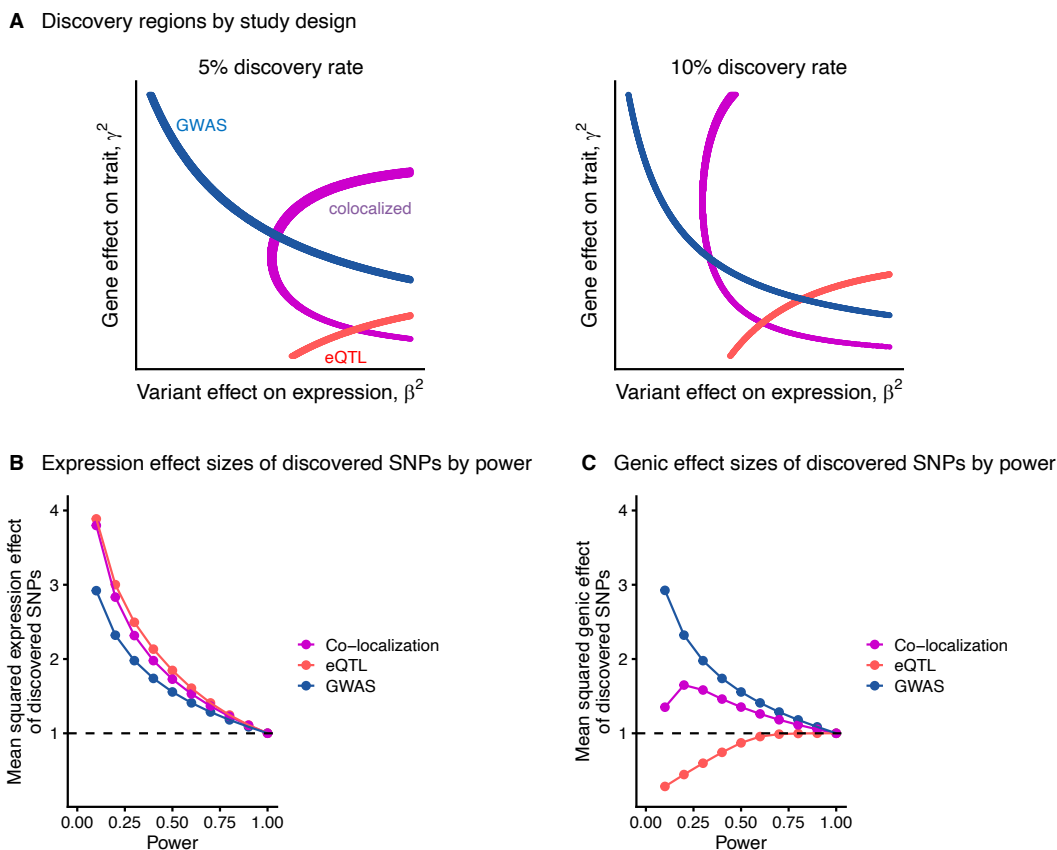 A Discovery regions by study design
5% discovery rate
Gene effect on trait, γ²
GWAS
colocalized
eQTL
Variant effect on expression, β²
10% discovery rate
Gene effect on trait, γ²
Variant effect on expression, β²
B Expression effect sizes of discovered SNPs by power
Mean squared expression effect
of discovered SNPs
4
3
2
1
0.00 0.25 0.50 0.75 1.00
Power
Co−localization
eQTL
GWAS
C Genic effect sizes of discovered SNPs by power
Mean squared genic effect
of discovered SNPs
4
3
2
1
0.00 0.25 0.50 0.75 1.00
Power
Co−localization
eQTL
GWAS